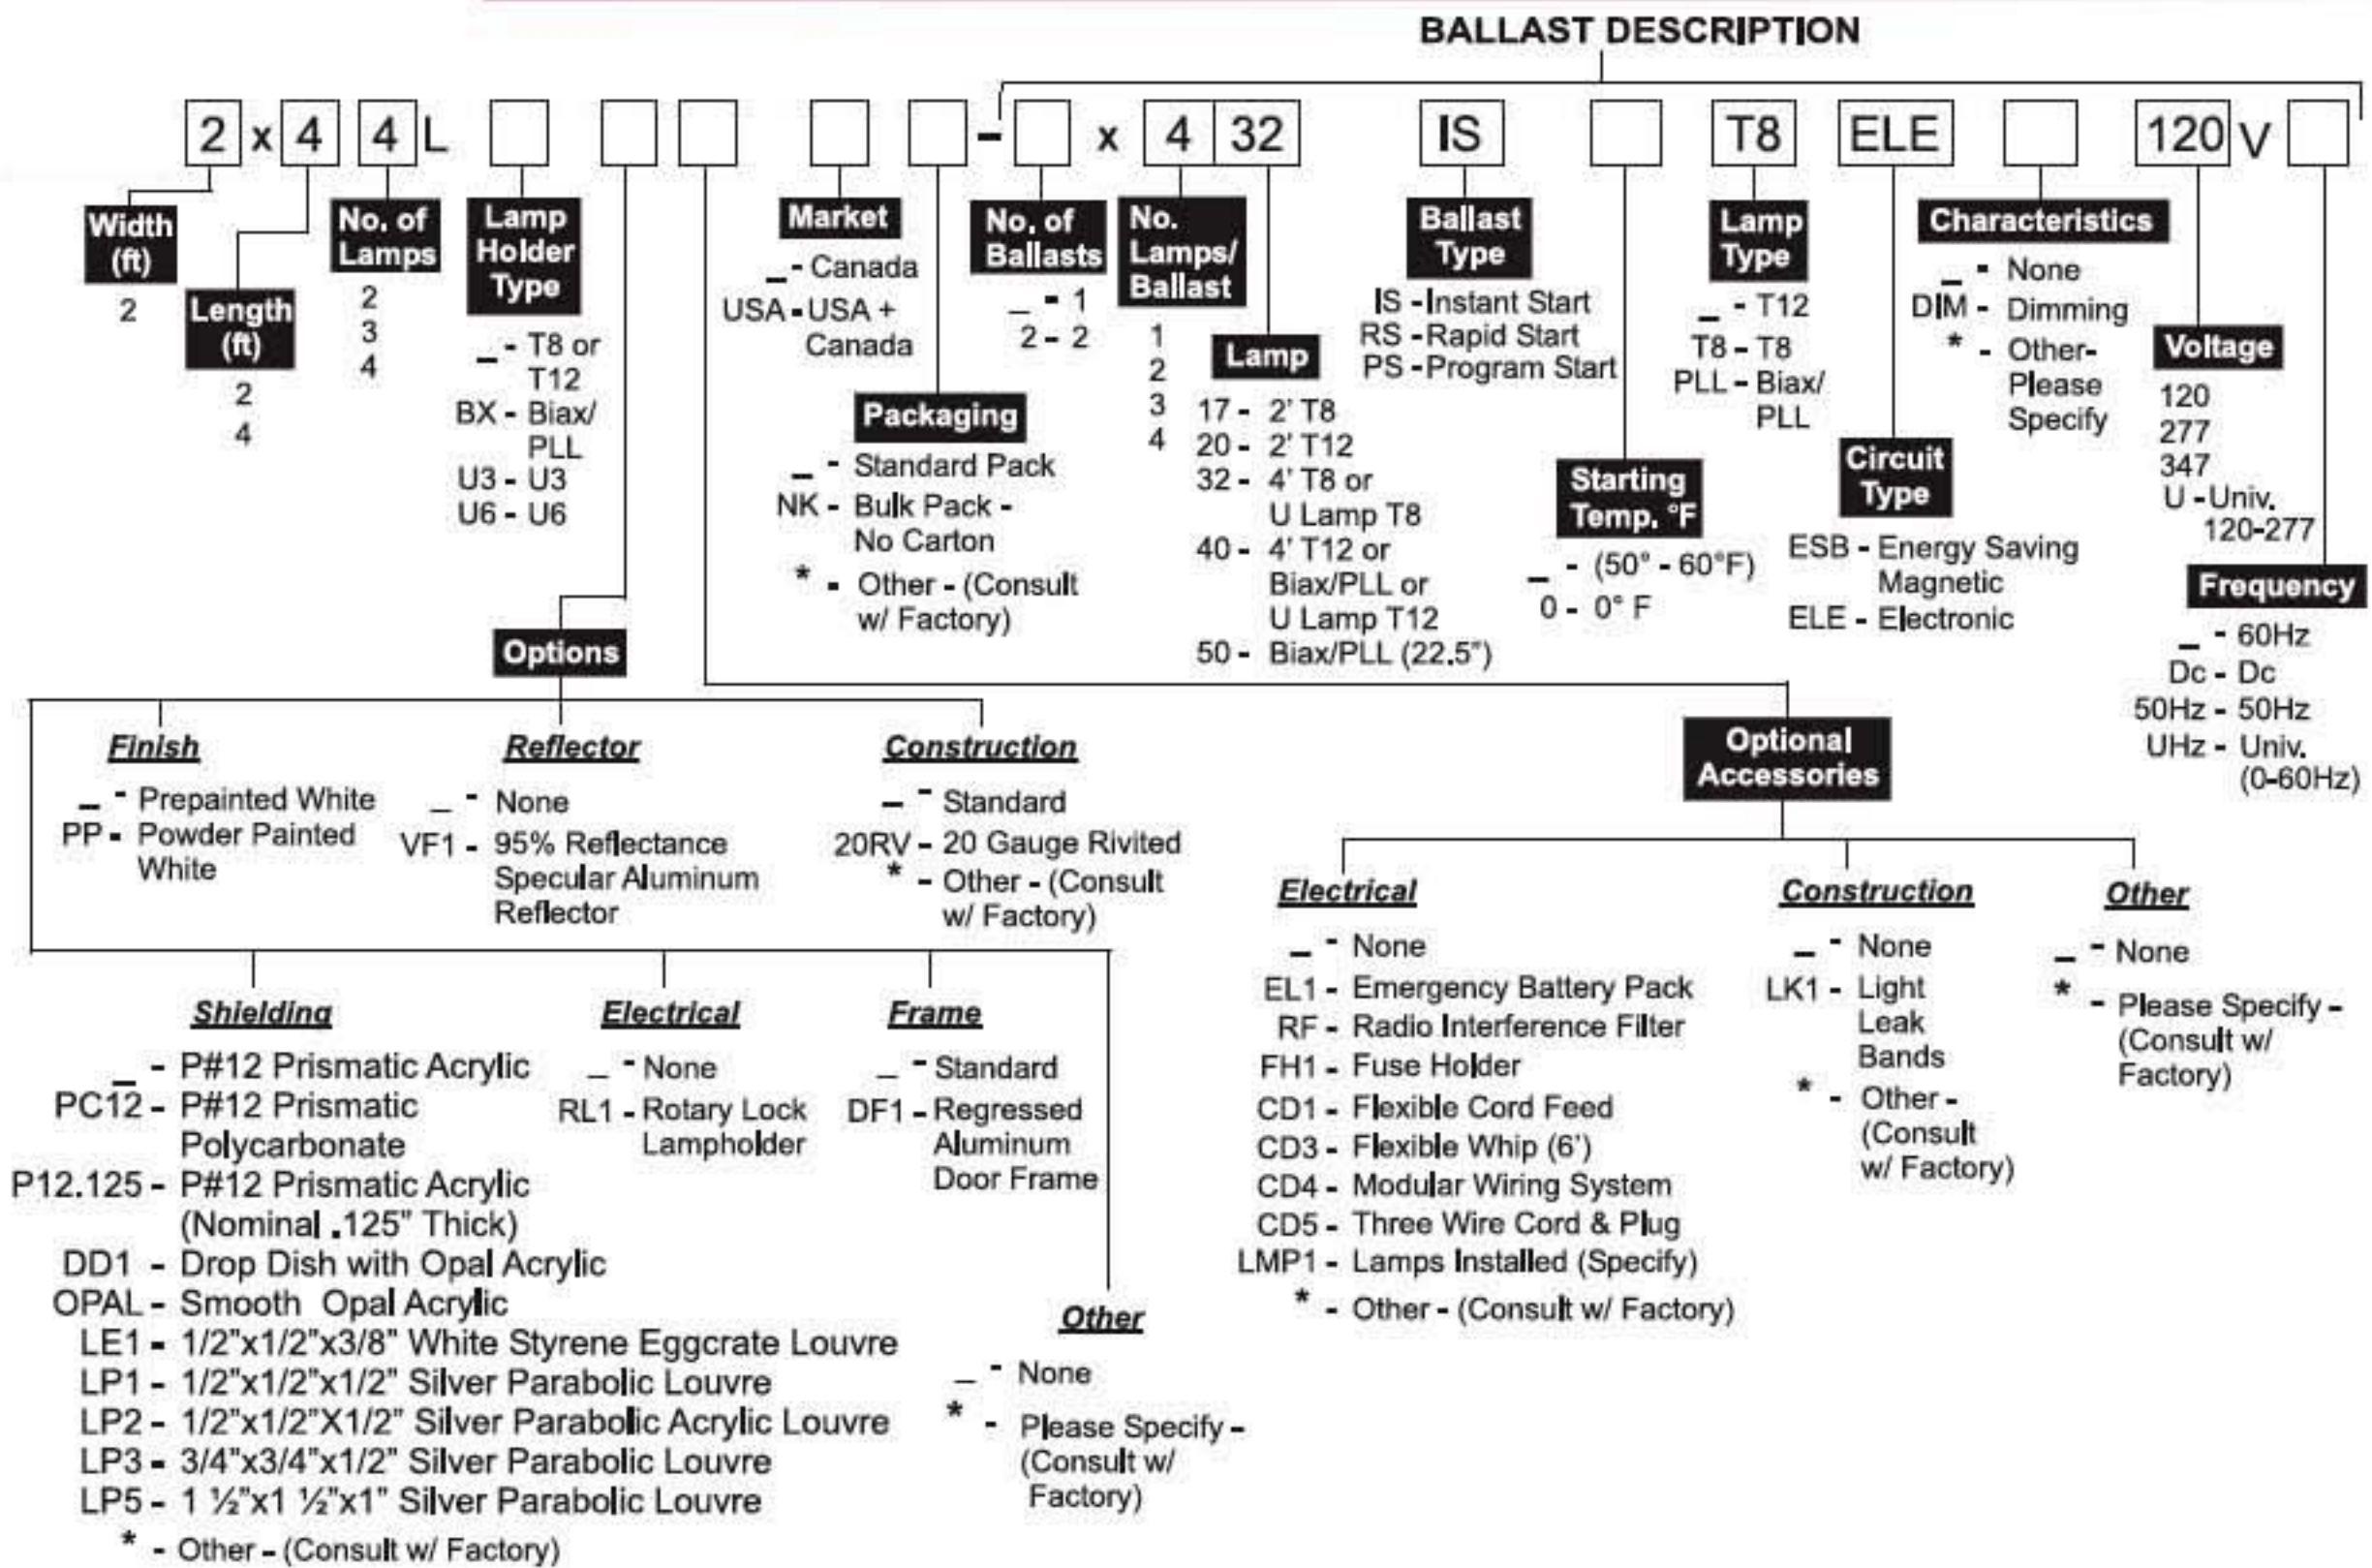 BALLAST DESCRIPTION
2 x 4 4 L - x 4 32 IS T8 ELE 120 V
Width
(ft)
2
Length
(ft)
2
4
No. of
Lamps
2
3
4
Lamp
Holder
Type
_ - T8 or
T12
BX - Biax/
PLL
U3 - U3
U6 - U6
Market
_ - Canada
USA - USA +
Canada
Packaging
_ - Standard Pack
NK - Bulk Pack -
No Carton
* - Other - (Consult
w/ Factory)
No. of
Ballasts
_ - 1
2 - 2
No.
Lamps/
Ballast
1
2
3
4
Lamp
17 - 2' T8
20 - 2' T12
32 - 4' T8 or
U Lamp T8
40 - 4' T12 or
Biax/PLL or
U Lamp T12
50 - Biax/PLL (22.5")
Ballast
Type
IS - Instant Start
RS - Rapid Start
PS - Program Start
Starting
Temp. °F
_ - (50° - 60°F)
0 - 0° F
Lamp
Type
_ - T12
T8 - T8
PLL - Biax/
PLL
Circuit
Type
ESB - Energy Saving
Magnetic
ELE - Electronic
Characteristics
_ - None
DIM - Dimming
* - Other-
Please
Specify
Voltage
120
277
347
U - Univ.
120-277
Frequency
_ - 60Hz
Dc - Dc
50Hz - 50Hz
UHz - Univ.
(0-60Hz)
Options
Finish
_ - Prepainted White
PP - Powder Painted
White
Reflector
_ - None
VF1 - 95% Reflectance
Specular Aluminum
Reflector
Construction
_ - Standard
20RV - 20 Gauge Rivited
* - Other - (Consult
w/ Factory)
Shielding
_ - P#12 Prismatic Acrylic
PC12 - P#12 Prismatic
Polycarbonate
P12.125 - P#12 Prismatic Acrylic
(Nominal .125" Thick)
DD1 - Drop Dish with Opal Acrylic
OPAL - Smooth Opal Acrylic
LE1 - 1/2"x1/2"x3/8" White Styrene Eggcrate Louvre
LP1 - 1/2"x1/2"x1/2" Silver Parabolic Louvre
LP2 - 1/2"x1/2"X1/2" Silver Parabolic Acrylic Louvre
LP3 - 3/4"x3/4"x1/2" Silver Parabolic Louvre
LP5 - 1 ½"x1 ½"x1" Silver Parabolic Louvre
* - Other - (Consult w/ Factory)
Electrical
_ - None
RL1 - Rotary Lock
Lampholder
Frame
_ - Standard
DF1 - Regressed
Aluminum
Door Frame
Other
_ - None
* - Please Specify -
(Consult w/
Factory)
Optional
Accessories
Electrical
_ - None
EL1 - Emergency Battery Pack
RF - Radio Interference Filter
FH1 - Fuse Holder
CD1 - Flexible Cord Feed
CD3 - Flexible Whip (6')
CD4 - Modular Wiring System
CD5 - Three Wire Cord & Plug
LMP1 - Lamps Installed (Specify)
* - Other - (Consult w/ Factory)
Construction
_ - None
LK1 - Light
Leak
Bands
* - Other -
(Consult
w/ Factory)
Other
_ - None
* - Please Specify -
(Consult w/
Factory)